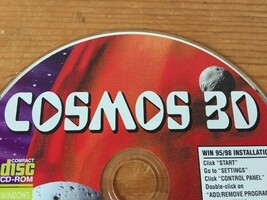 COSMOS 3D
COMPACT
disc
CD-ROM
WINDOWS
WIN 95/98 INSTALLATIO
Click "START"
Go to "SETTINGS"
Click "CONTROL PANEL"
Double-click on
"ADD/REMOVE PROGRAM